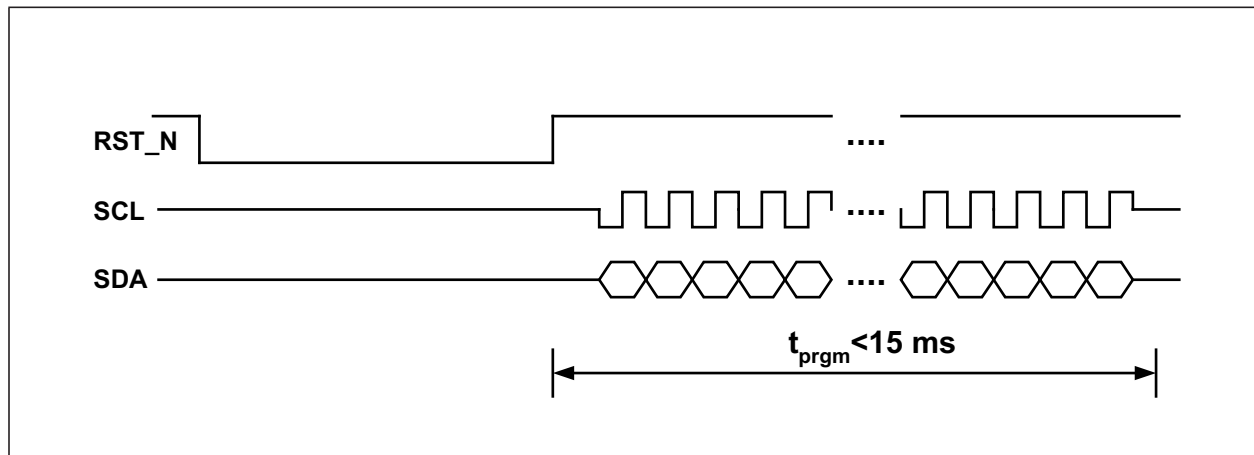 RST_N
....
SCL
....
SDA
....
tprgm<15 ms